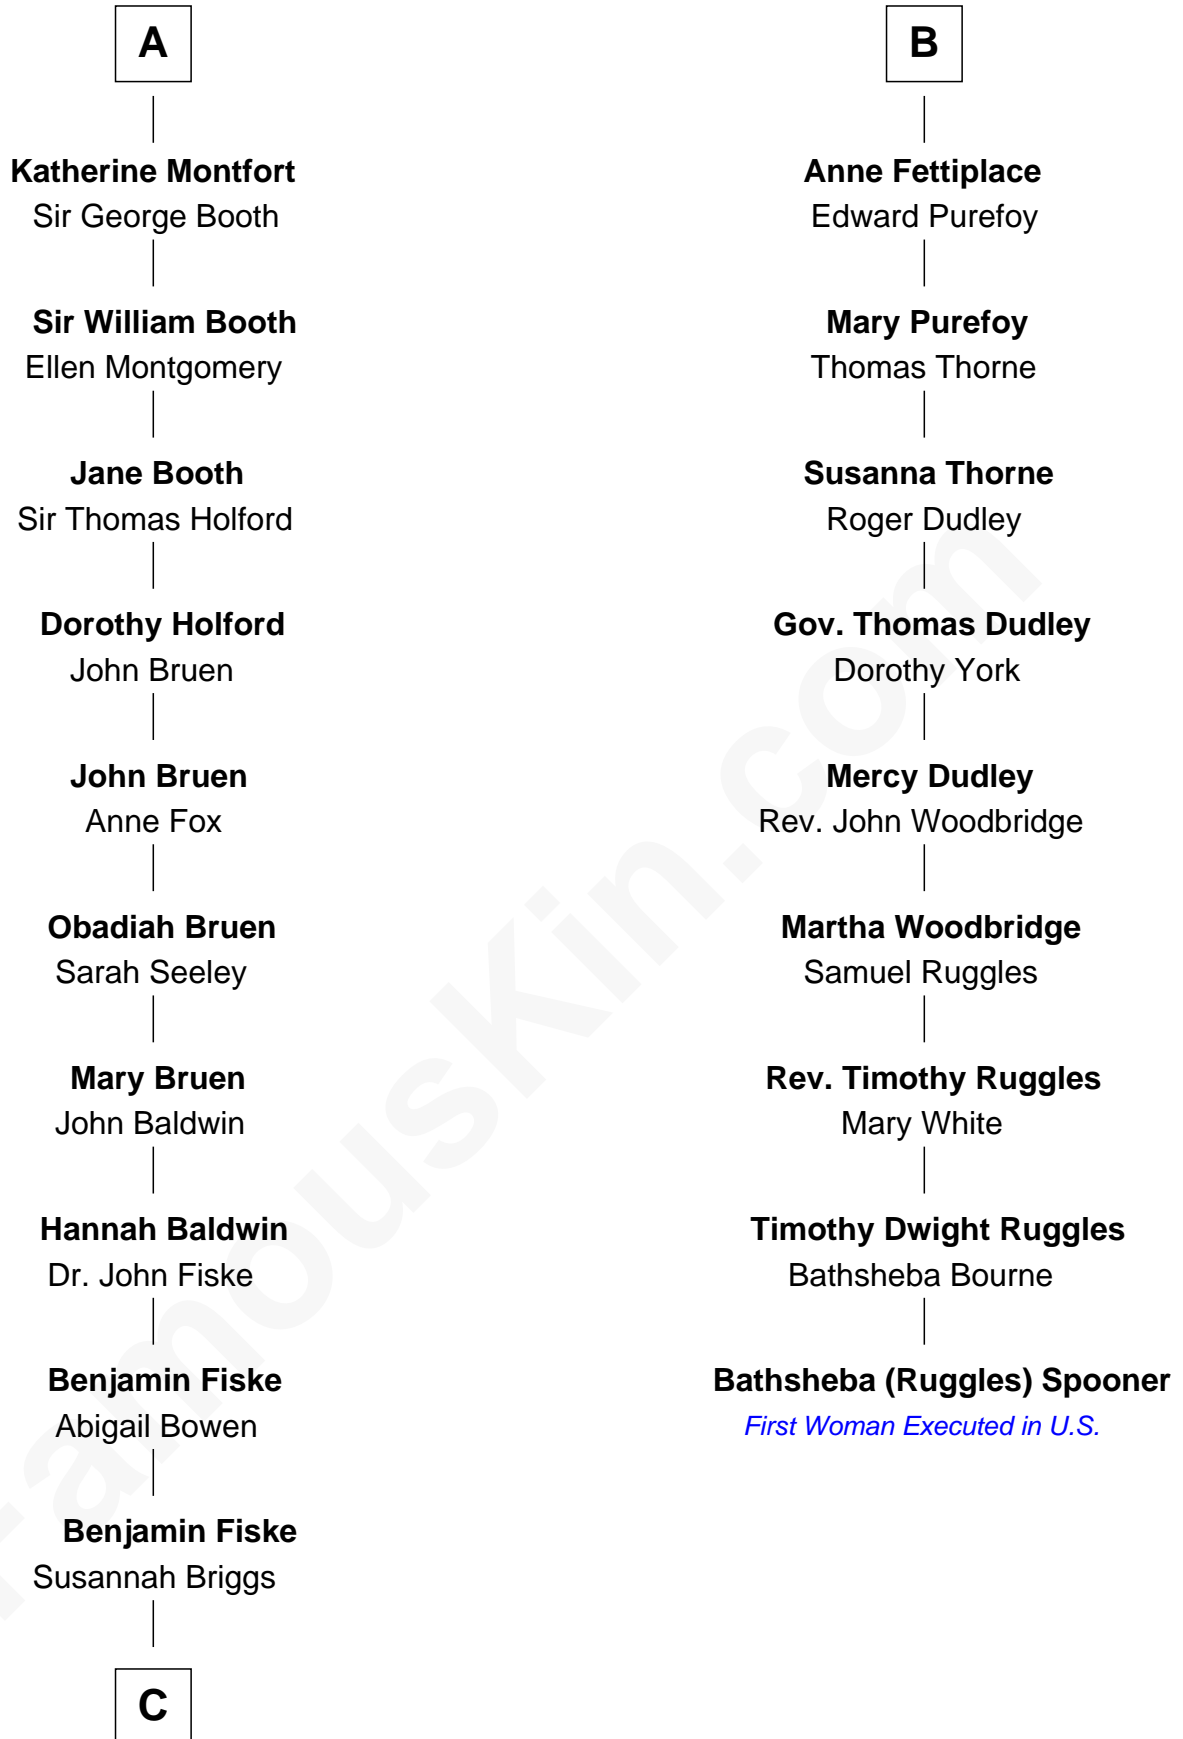 A
Katherine Montfort
Sir George Booth
Sir William Booth
Ellen Montgomery
Jane Booth
Sir Thomas Holford
Dorothy Holford
John Bruen
John Bruen
Anne Fox
Obadiah Bruen
Sarah Seeley
Mary Bruen
John Baldwin
Hannah Baldwin
Dr. John Fiske
Benjamin Fiske
Abigail Bowen
Benjamin Fiske
Susannah Briggs
C
B
Anne Fettiplace
Edward Purefoy
Mary Purefoy
Thomas Thorne
Susanna Thorne
Roger Dudley
Gov. Thomas Dudley
Dorothy York
Mercy Dudley
Rev. John Woodbridge
Martha Woodbridge
Samuel Ruggles
Rev. Timothy Ruggles
Mary White
Timothy Dwight Ruggles
Bathsheba Bourne
Bathsheba (Ruggles) Spooner
First Woman Executed in U.S.
FamousKin.com